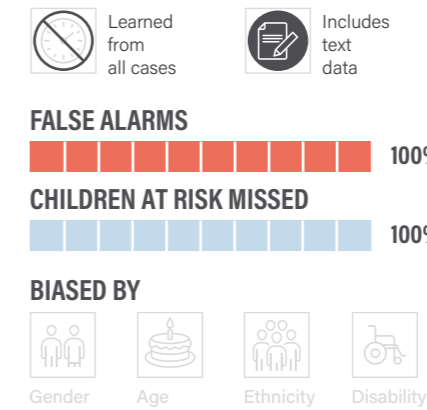 Learned
from
all cases
Includes
text
data
FALSE ALARMS
100%
CHILDREN AT RISK MISSED
100%
BIASED BY
Gender
Age
Ethnicity
Disability